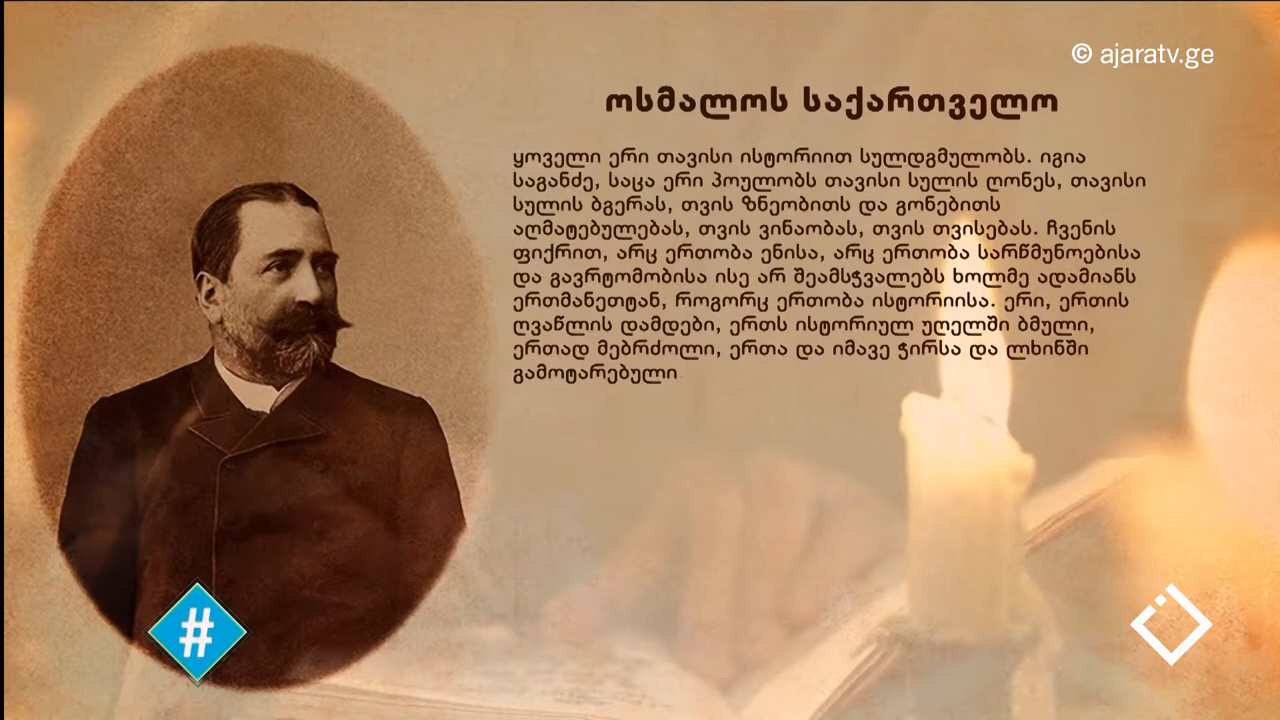 © ajaratv.ge
ოსმალოს საქართველო
ყოველი ერი თავისი ისტორიით სულდგმულობს. იგია
საგანძე, საცა ერი ჰოულობს თავისი სულის ღონეს, თავისი
სულის ბგერას, თვის ზნეობითს და გონებითს
აღმატებულებას, თვის ვინაობას, თვის თვისებას. ჩვენის
ფიქრით, არც ერთობა ენისა, არც ერთობა სარწმუნოებისა
და გავრტომობისა ისე არ შეამსჭვალებს ხოლმე ადამიანს
ერთმანეთტან, როგორც ერთობა ისტორიისა. ერი, ერთის
ღვაწლის დამდები, ერთს ისტორიულ უღელში ბმული,
ერთად მებრძოლი, ერთა და იმავე ჭირსა და ლხინში
გამოტარებული
#